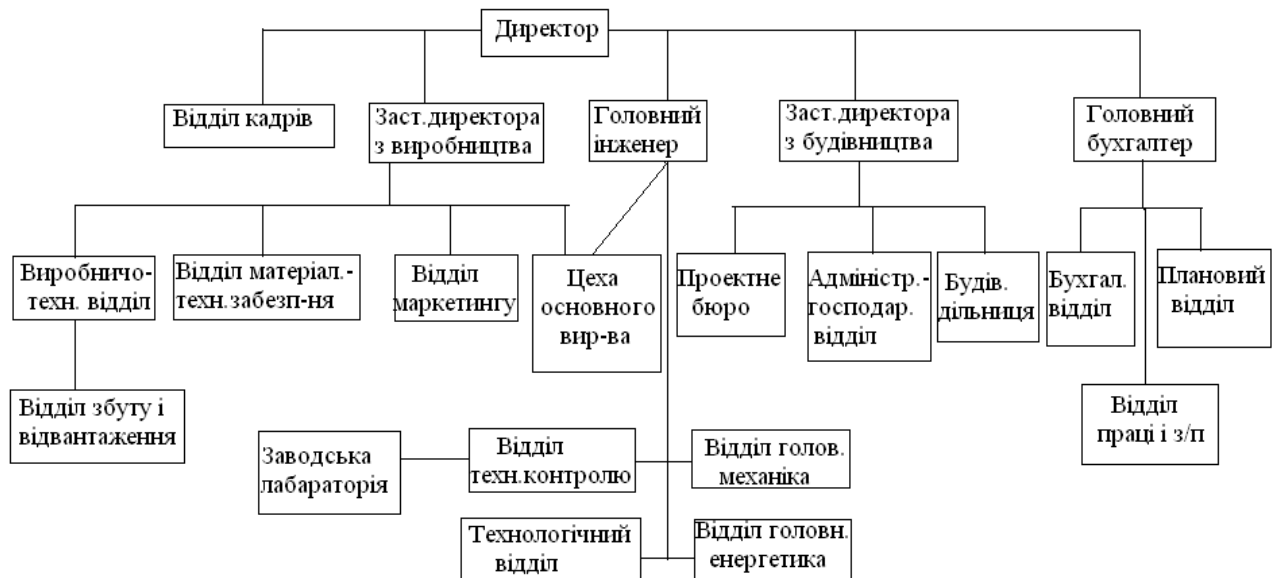 Директор
Відділ кадрів
Заст.директора
з виробництва
Головний
інженер
Заст.директора
з будівництва
Головний
бухгалтер
Виробничо-
техн. відділ
Відділ матеріал.-
техн.забезп-ня
Відділ
маркетингу
Цеха
основного
вир-ва
Проектне
бюро
Адміністр.-
господар.
відділ
Будів.
дільниця
Бухгал.
відділ
Плановий
відділ
Відділ збуту і
відвантаження
Відділ
праці і з/п
Заводська
лабараторія
Відділ
техн.контролю
Відділ голов.
механіка
Технологічний
відділ
Відділ головн.
енергетика